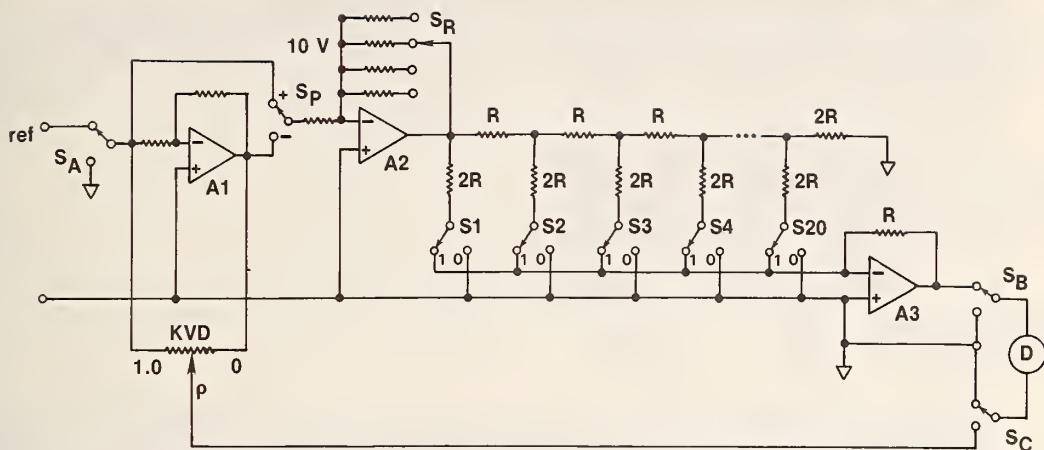 S_R
10 V
+ S_P
ref
S_A
− +
A1
−
− +
A2
R R R ••• 2R
2R 2R 2R 2R 2R
S1 S2 S3 S4 S20
1 0 1 0 1 0 1 0 1 0
R
− +
A3
S_B
D
KVD
1.0 0
ρ
S_C